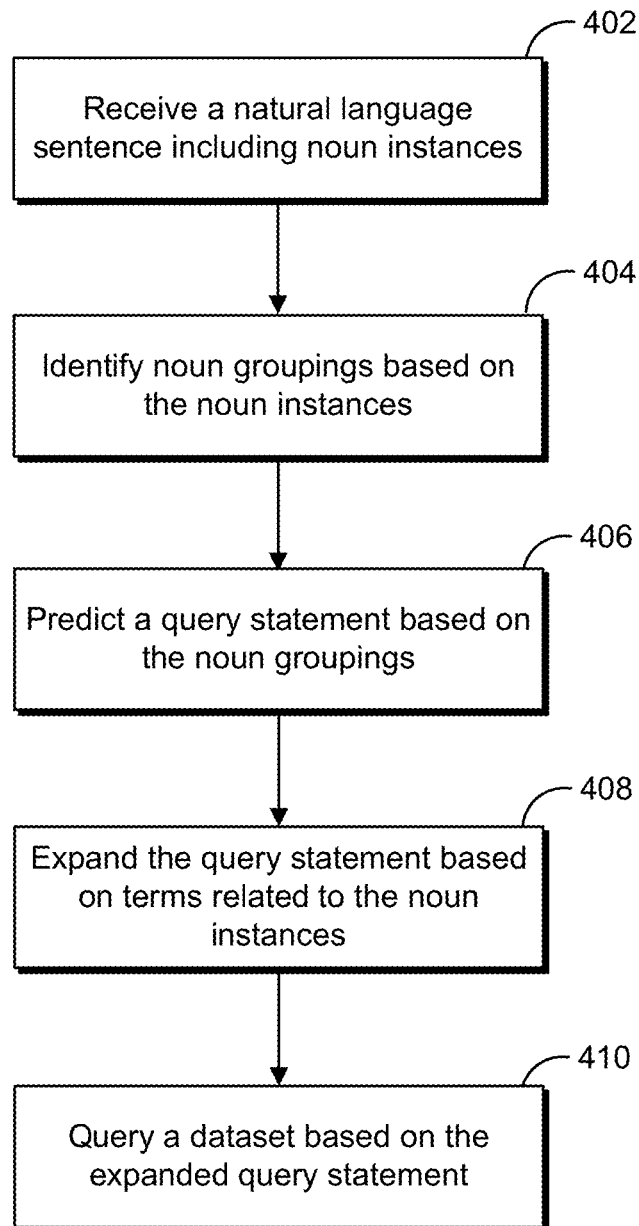 402
Receive a natural language
sentence including noun instances
404
Identify noun groupings based on
the noun instances
406
Predict a query statement based on
the noun groupings
408
Expand the query statement based
on terms related to the noun
instances
410
Query a dataset based on the
expanded query statement